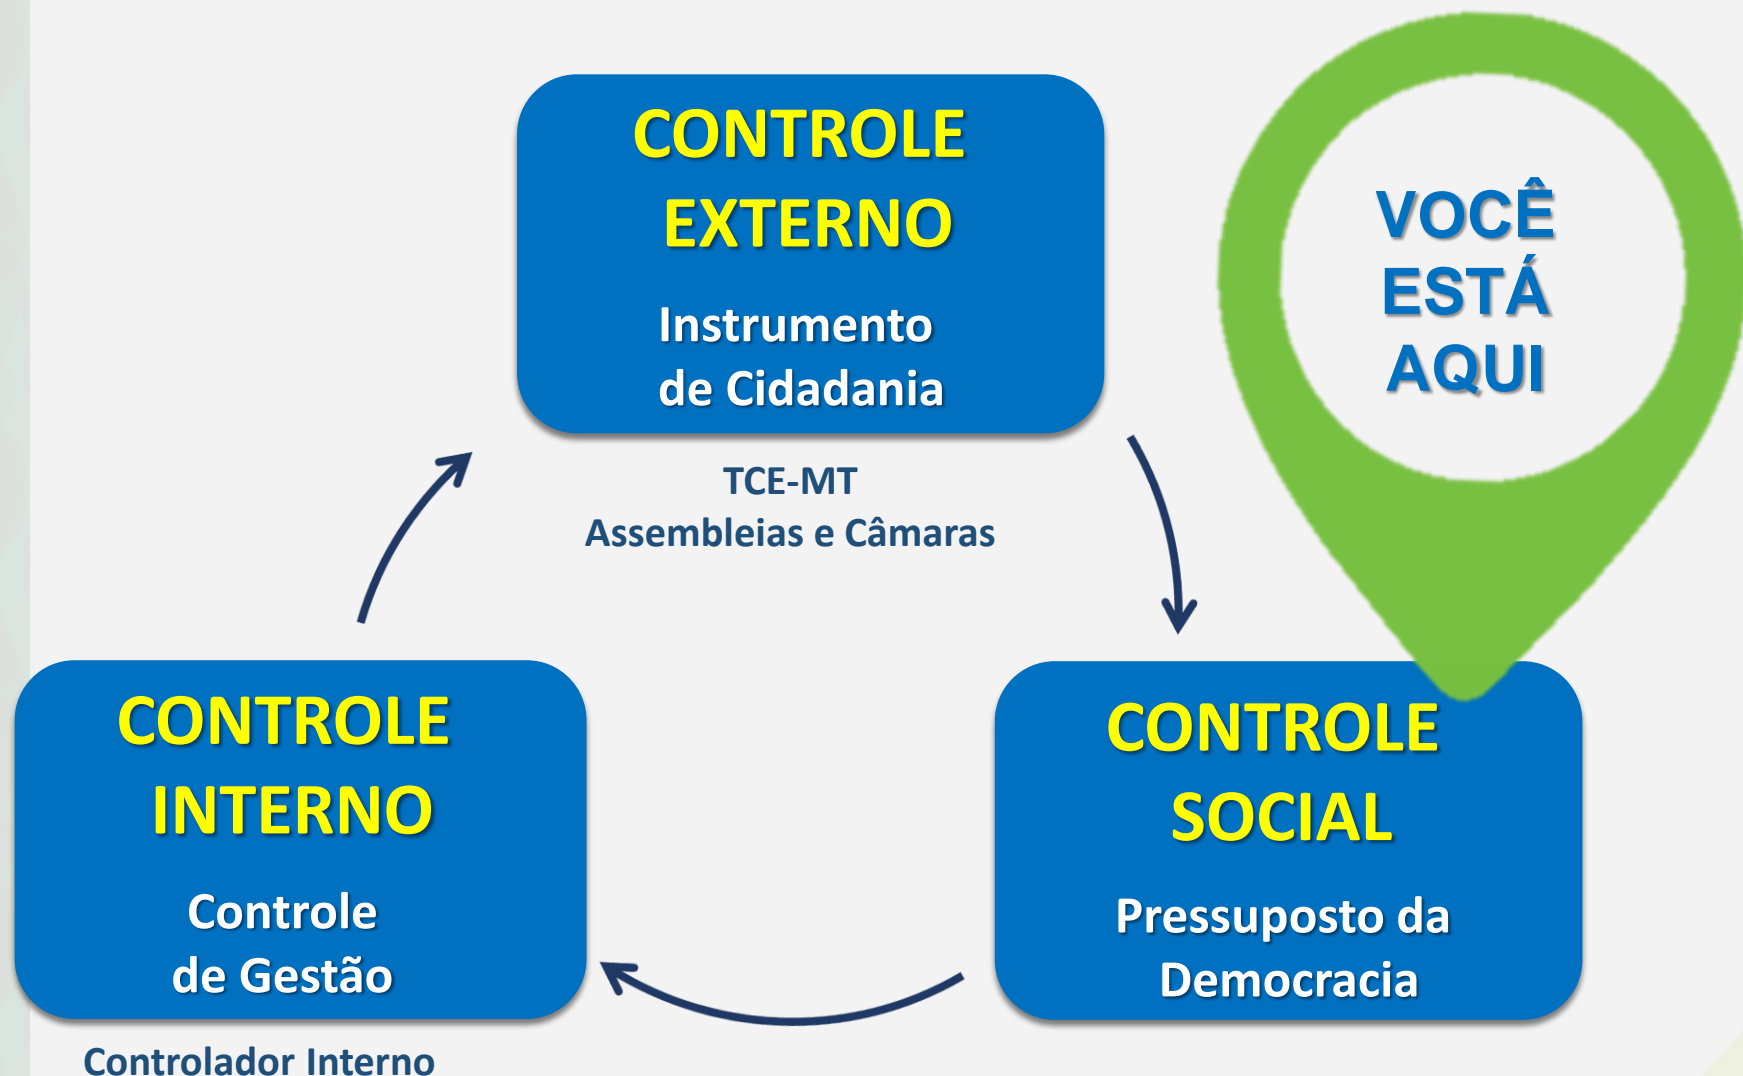 CONTROLE
EXTERNO
Instrumento
de Cidadania
TCE-MT
Assembleias e Câmaras
VOCÊ
ESTÁ
AQUI
CONTROLE
INTERNO
Controle
de Gestão
Controlador Interno
CONTROLE
SOCIAL
Pressuposto da
Democracia